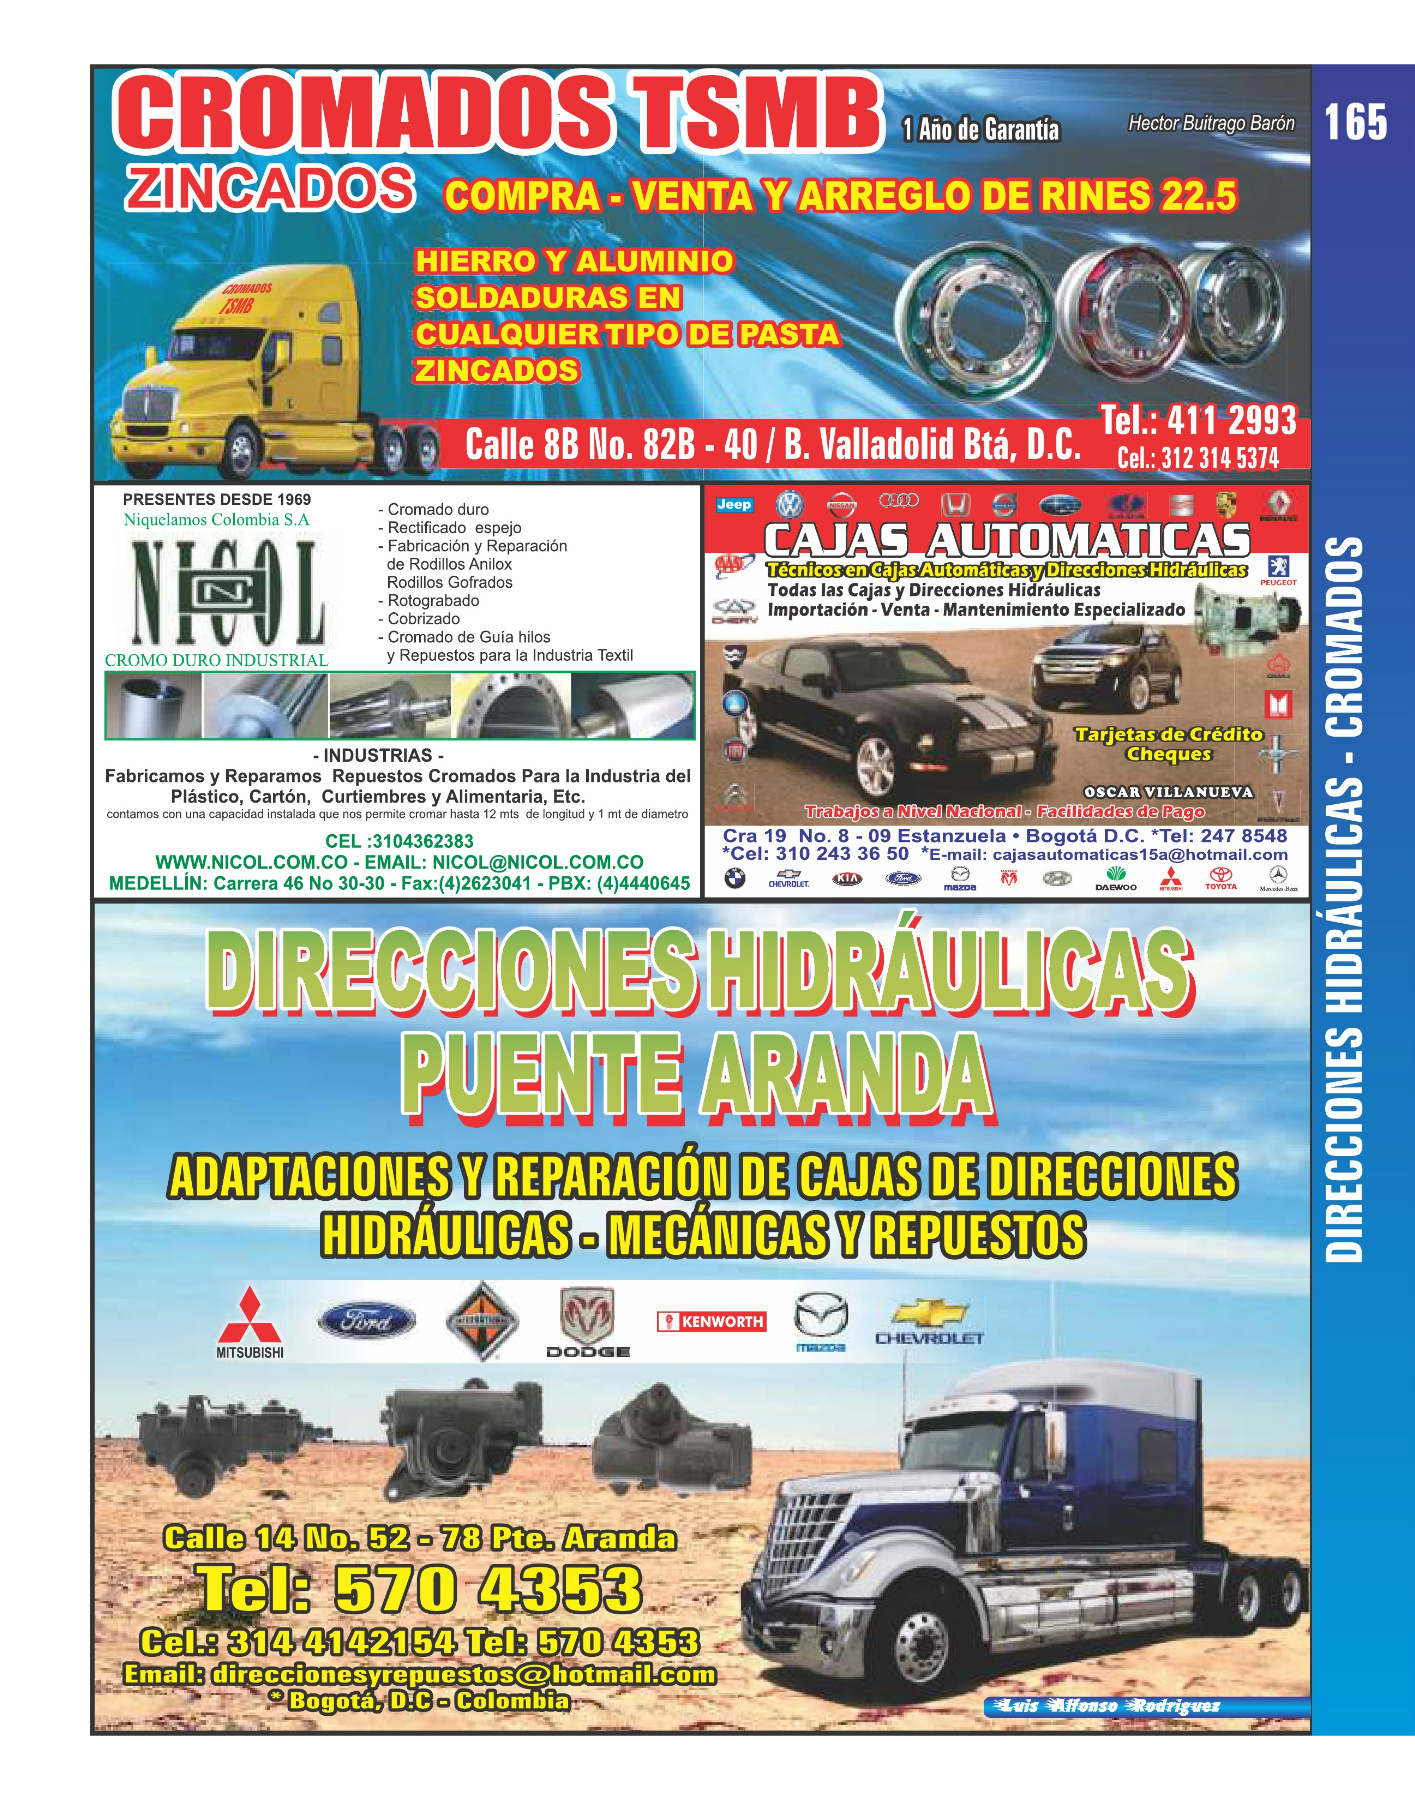 CROMADOS TSMB
1 Año de Garantía
Hector Buitrago Barón
165
ZINCADOS
COMPRA - VENTA Y ARREGLO DE RINES 22.5
HIERRO Y ALUMINIO
SOLDADURAS EN
CUALQUIER TIPO DE PASTA
ZINCADOS
CROMADOS
TSMB
Tel.: 411 2993
Calle 8B No. 82B - 40 / B. Valladolid Btá, D.C.
Cel.: 312 314 5374
DIRECCIONES HIDRÁULICAS - CROMADOS
PRESENTES DESDE 1969
Niquelamos Colombia S.A
NICOL
CROMO DURO INDUSTRIAL
- Cromado duro
- Rectificado espejo
- Fabricación y Reparación
de Rodillos Anilox
Rodillos Gofrados
- Rotograbado
- Cobrizado
- Cromado de Guía hilos
y Repuestos para la Industria Textil
- INDUSTRIAS -
Fabricamos y Reparamos Repuestos Cromados Para la Industria del
Plástico, Cartón, Curtiembres y Alimentaria, Etc.
contamos con una capacidad instalada que nos permite cromar hasta 12 mts de longitud y 1 mt de diametro
CEL :3104362383
WWW.NICOL.COM.CO - EMAIL: NICOL@NICOL.COM.CO
MEDELLÍN: Carrera 46 No 30-30 - Fax:(4)2623041 - PBX: (4)4440645
Jeep
NISSAN
RENAULT
CAJAS AUTOMATICAS
Técnicos en Cajas Automáticas y Direcciones Hidráulicas
Todas las Cajas y Direcciones Hidráulicas
Importación - Venta - Mantenimiento Especializado
PEUGEOT
CHERY
Tarjetas de Crédito
Cheques
OSCAR VILLANUEVA
Trabajos a Nivel Nacional - Facilidades de Pago
Cra 19 No. 8 - 09 Estanzuela • Bogotá D.C. *Tel: 247 8548
*Cel: 310 243 36 50 *E-mail: cajasautomaticas15a@hotmail.com
CHEVROLET
KIA
Ford
mazda
DAEWOO
TOYOTA
Mercedes-Benz
DIRECCIONES HIDRÁULICAS
PUENTE ARANDA
ADAPTACIONES Y REPARACIÓN DE CAJAS DE DIRECCIONES
HIDRÁULICAS - MECÁNICAS Y REPUESTOS
MITSUBISHI
Ford
INTERNATIONAL
DODGE
KENWORTH
mazda
CHEVROLET
Calle 14 No. 52 - 78 Pte. Aranda
Tel: 570 4353
Cel.: 314 4142154 Tel: 570 4353
Email: direccionesyrepuestos@hotmail.com
* Bogotá, D.C - Colombia
Luis Alfonso Rodriguez